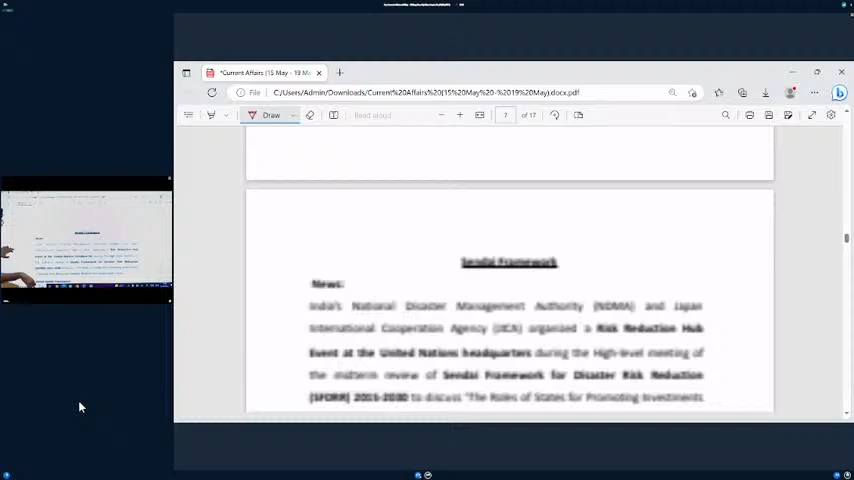 *Current Affairs (15 May - 19 Ma
File C:/Users/Admin/Downloads/Current%20Affairs%20(15%20May%20-%2019%20May).docx.pdf
Draw Read aloud 7 of 17
Sendai Framework
News:
India's National Disaster Management Authority (NDMA) and Japan
International Cooperation Agency (JICA) organized a Risk Reduction Hub
Event at the United Nations headquarters during the High-level meeting of
the midterm review of Sendai Framework for Disaster Risk Reduction
(SFDRR) 2015-2030 to discuss "The Roles of States for Promoting Investments